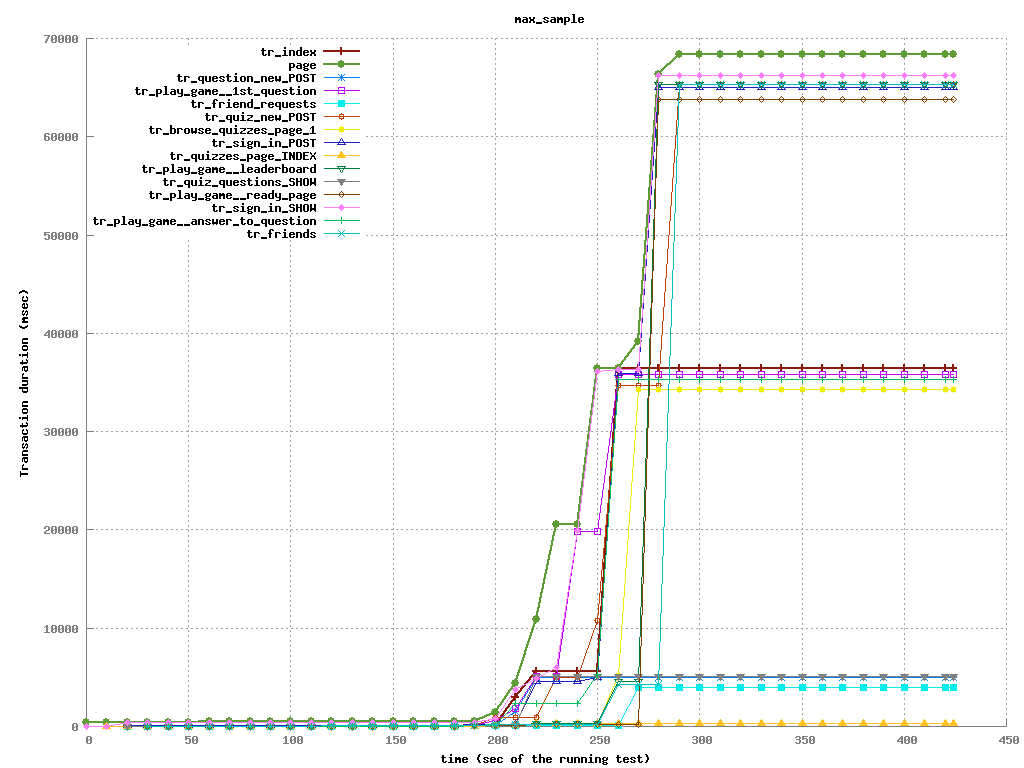 max_sample
70000
60000
50000
40000
30000
20000
10000
0
Transaction duration (msec)
tr_index
page
tr_question_new_POST
tr_play_game__1st_question
tr_friend_requests
tr_quiz_new_POST
tr_browse_quizzes_page_1
tr_sign_in_POST
tr_quizzes_page_INDEX
tr_play_game__leaderboard
tr_quiz_questions_SHOW
tr_play_game__ready_page
tr_sign_in_SHOW
tr_play_game__answer_to_question
tr_friends
0 50 100 150 200 250 300 350 400 450
time (sec of the running test)